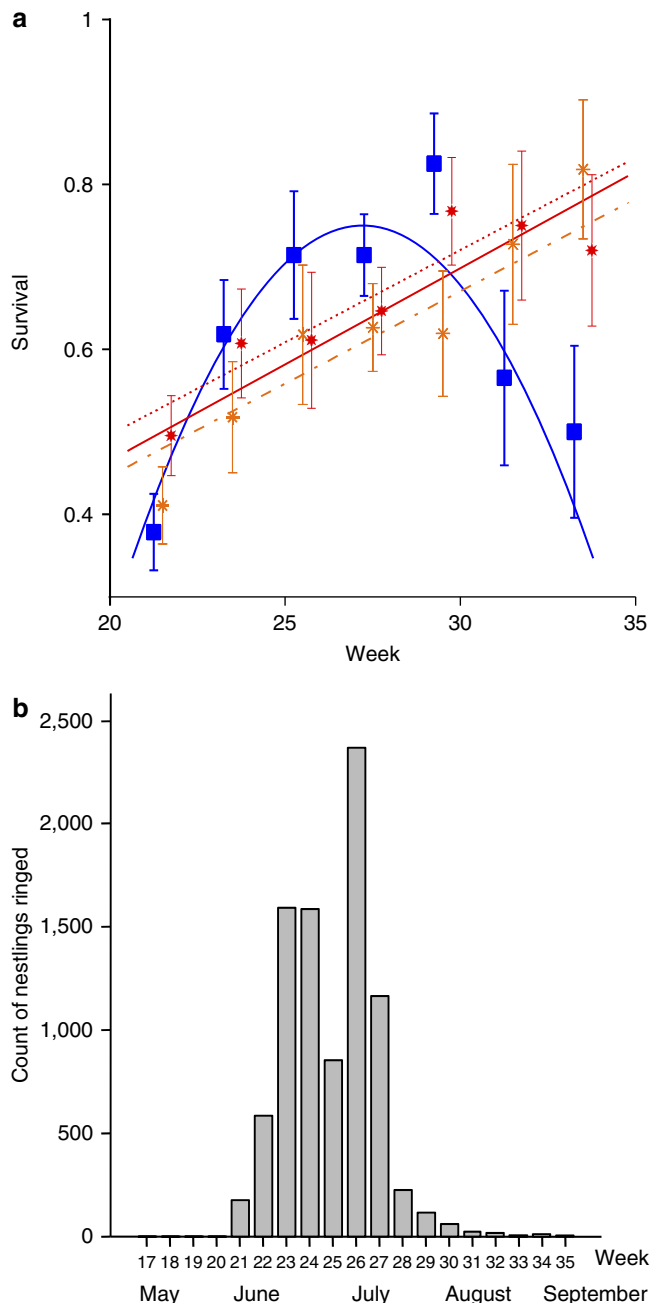 a
1
0.8
0.6
0.4
Survival
20 25 30 35
Week
b
2,500
2,000
1,500
1,000
500
0
Count of nestlings ringed
17 18 19 20 21 22 23 24 25 26 27 28 29 30 31 32 33 34 35 Week
May June July August September